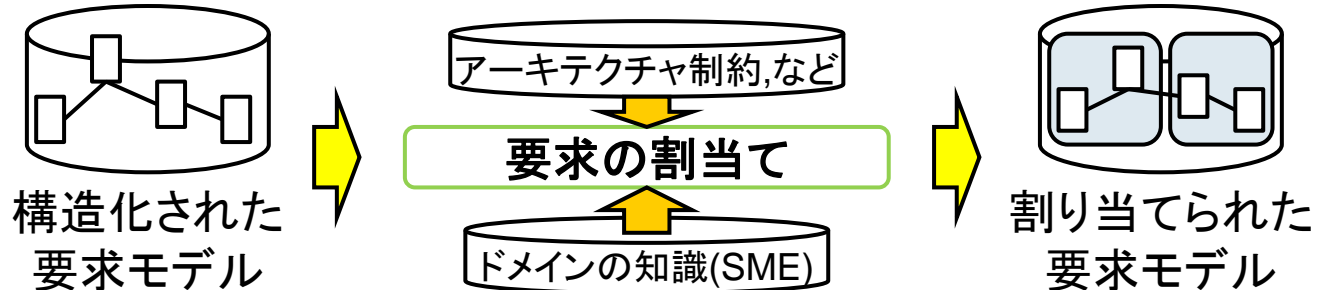 アーキテクチャ制約,など
要求の割当て
ドメインの知識(SME)
構造化された
要求モデル
割り当てられた
要求モデル